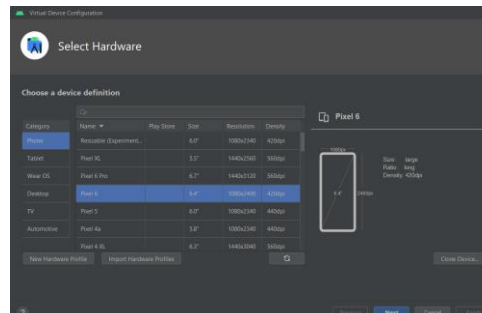 Virtual Device Configuration
Select Hardware
Choose a device definition
Category Name Play Store Size Resolution Density
Phone Resizable (Experiment... 6.0" 1080x2340 420dpi
Tablet Pixel XL 5.5" 1440x2560 560dpi
Wear OS Pixel 6 Pro 6.7" 1440x3120 560dpi
Desktop Pixel 6 6.4" 1080x2400 420dpi
TV Pixel 5 6.0" 1080x2340 440dpi
Automotive Pixel 4a 5.8" 1080x2340 440dpi
Pixel 4 XL 6.3" 1440x3040 560dpi
New Hardware Profile Import Hardware Profiles
Pixel 6
1080px
Size: large
Ratio: long
Density: 420dpi
6.4" 2400px
Clone Device...
Previous Next Cancel